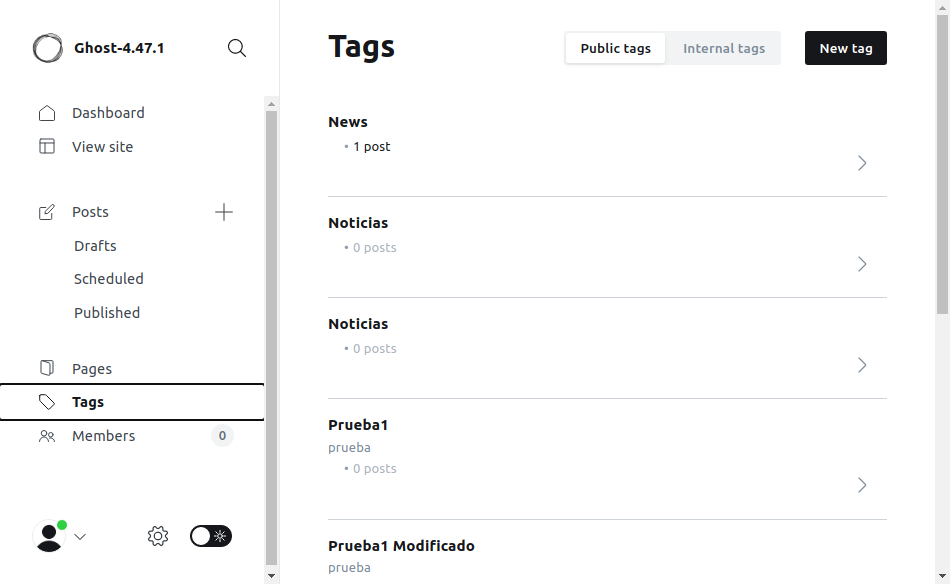 Ghost-4.47.1
Dashboard
View site
Posts
Drafts
Scheduled
Published
Pages
Tags
Members 0
Tags
Public tags Internal tags New tag
News
• 1 post
Noticias
• 0 posts
Noticias
• 0 posts
Prueba1
prueba
• 0 posts
Prueba1 Modificado
prueba